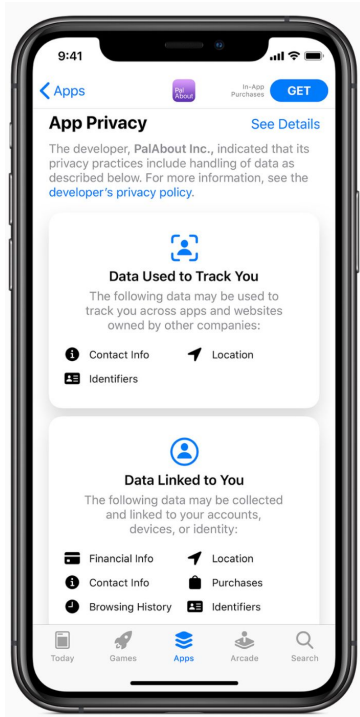 9:41
Apps
Pal
About
In-App
Purchases
GET
App Privacy
See Details
The developer, PalAbout Inc., indicated that its
privacy practices include handling of data as
described below. For more information, see the
developer's privacy policy.
Data Used to Track You
The following data may be used to
track you across apps and websites
owned by other companies:
Contact Info
Location
Identifiers
Data Linked to You
The following data may be collected
and linked to your accounts,
devices, or identity:
Financial Info
Location
Contact Info
Purchases
Browsing History
Identifiers
Today
Games
Apps
Arcade
Search